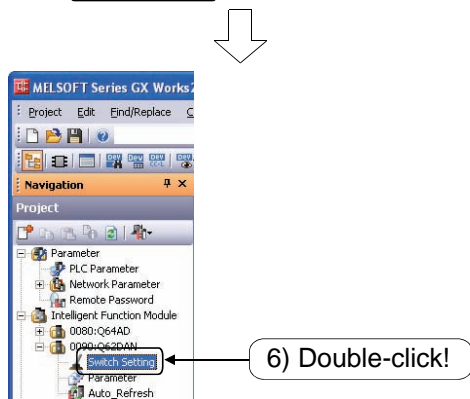 MELSOFT Series GX Works2
Project Edit Find/Replace C
Navigation
Project
Parameter
PLC Parameter
Network Parameter
Remote Password
Intelligent Function Module
0080:Q64AD
0090:Q62DAN
Switch Setting
6) Double-click!
Parameter
Auto_Refresh